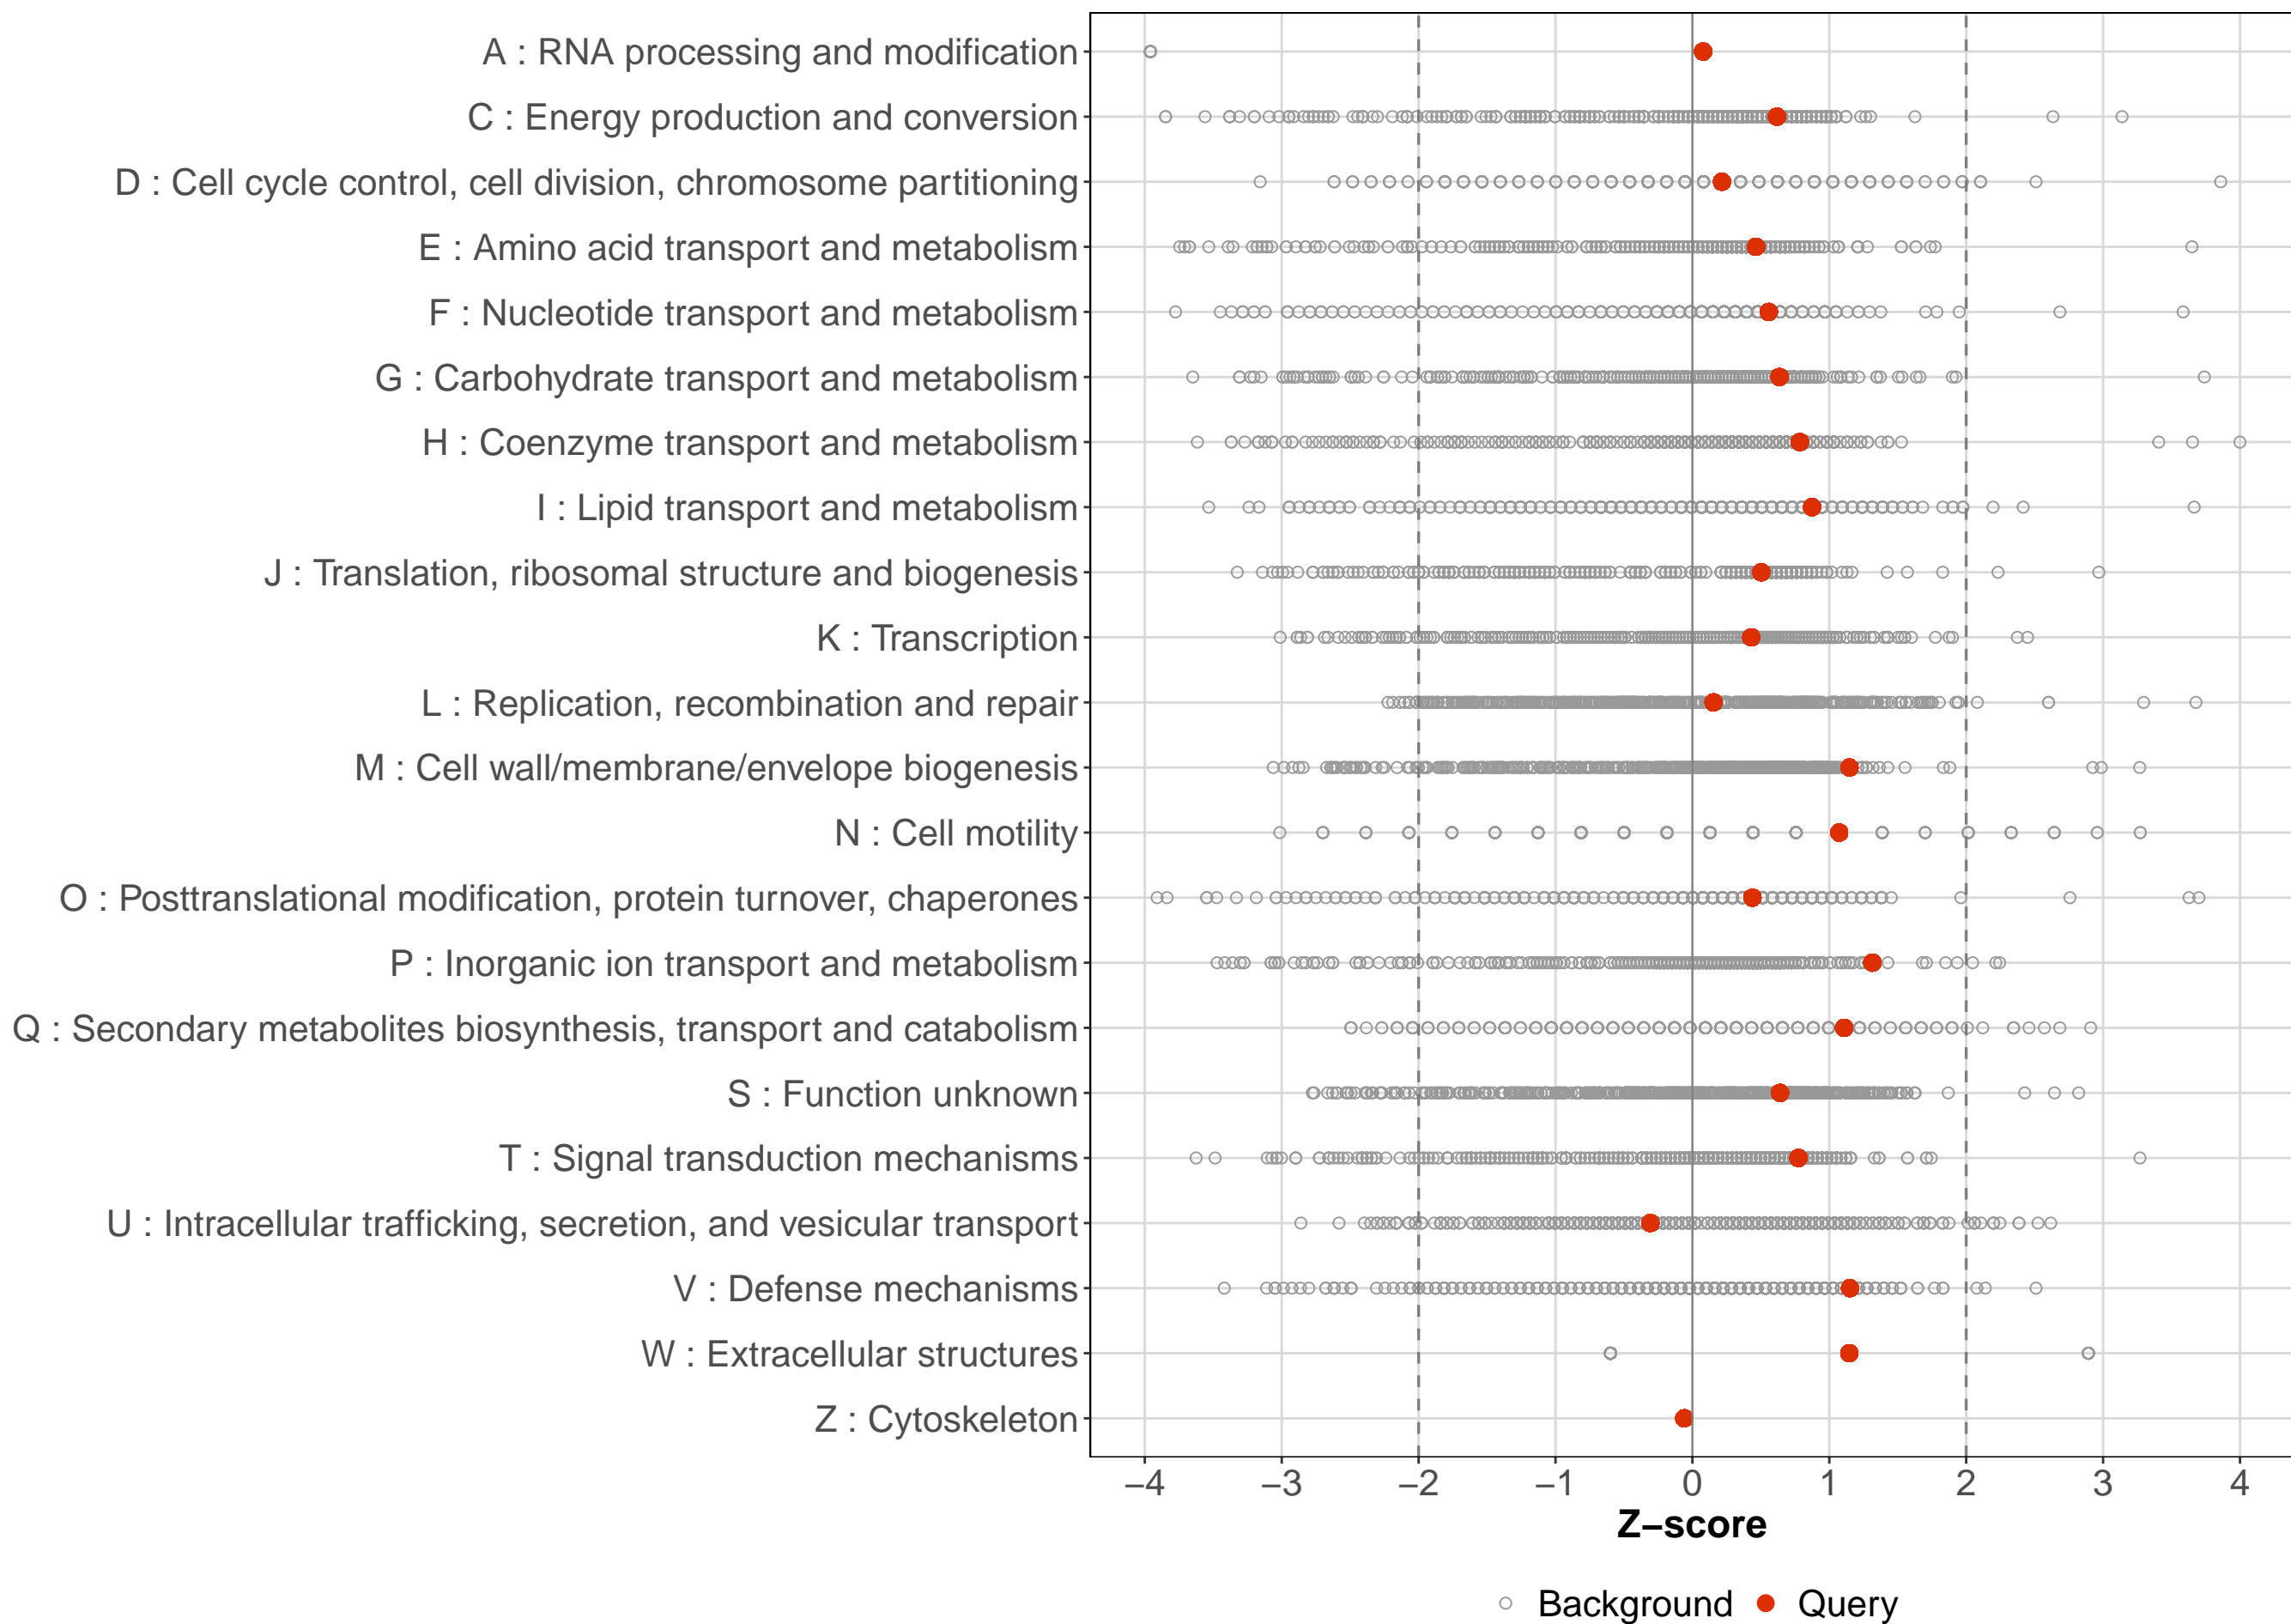 A : RNA processing and modification
C : Energy production and conversion
D : Cell cycle control, cell division, chromosome partitioning
E : Amino acid transport and metabolism
F : Nucleotide transport and metabolism
G : Carbohydrate transport and metabolism
H : Coenzyme transport and metabolism
I : Lipid transport and metabolism
J : Translation, ribosomal structure and biogenesis
K : Transcription
L : Replication, recombination and repair
M : Cell wall/membrane/envelope biogenesis
N : Cell motility
O : Posttranslational modification, protein turnover, chaperones
P : Inorganic ion transport and metabolism
Q : Secondary metabolites biosynthesis, transport and catabolism
S : Function unknown
T : Signal transduction mechanisms
U : Intracellular trafficking, secretion, and vesicular transport
V : Defense mechanisms
W : Extracellular structures
Z : Cytoskeleton
−4 −3 −2 −1 0 1 2 3 4
Z−score
Background Query